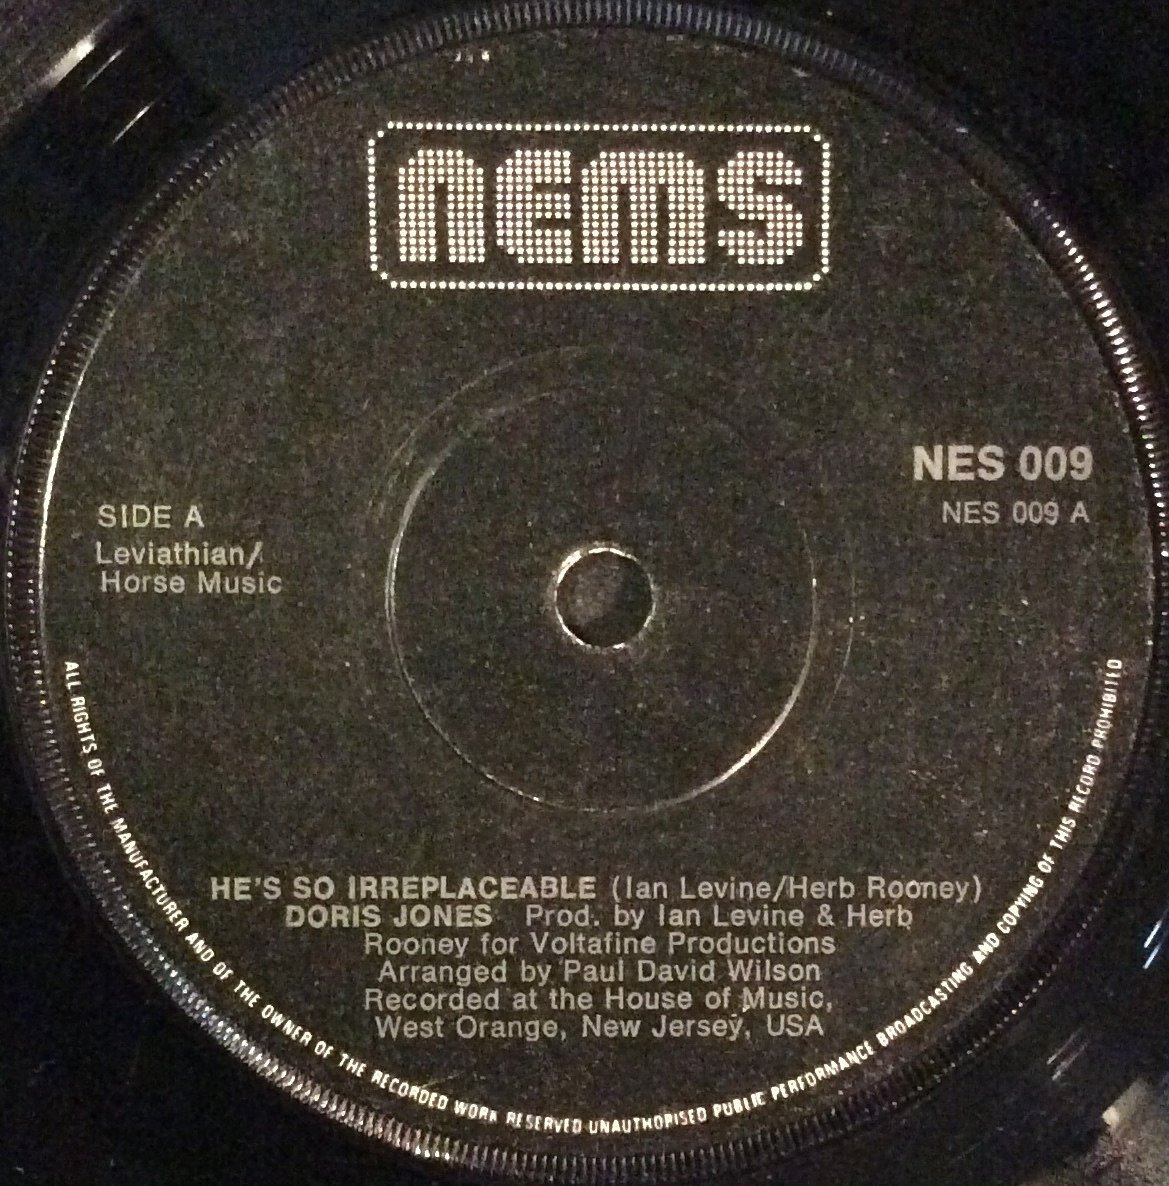 nems
NES 009
NES 009 A
SIDE A
Leviathian/
Horse Music
HE'S SO IRREPLACEABLE (Ian Levine/Herb Rooney)
DORIS JONES Prod. by Ian Levine & Herb
Rooney for Voltafine Productions
Arranged by Paul David Wilson
Recorded at the House of Music,
West Orange, New Jersey, USA
ALL RIGHTS OF THE MANUFACTURER AND OF THE OWNER OF THE RECORDED WORK RESERVED UNAUTHORISED PUBLIC PERFORMANCE BROADCASTING AND COPYING OF THIS RECORD PROHIBITED